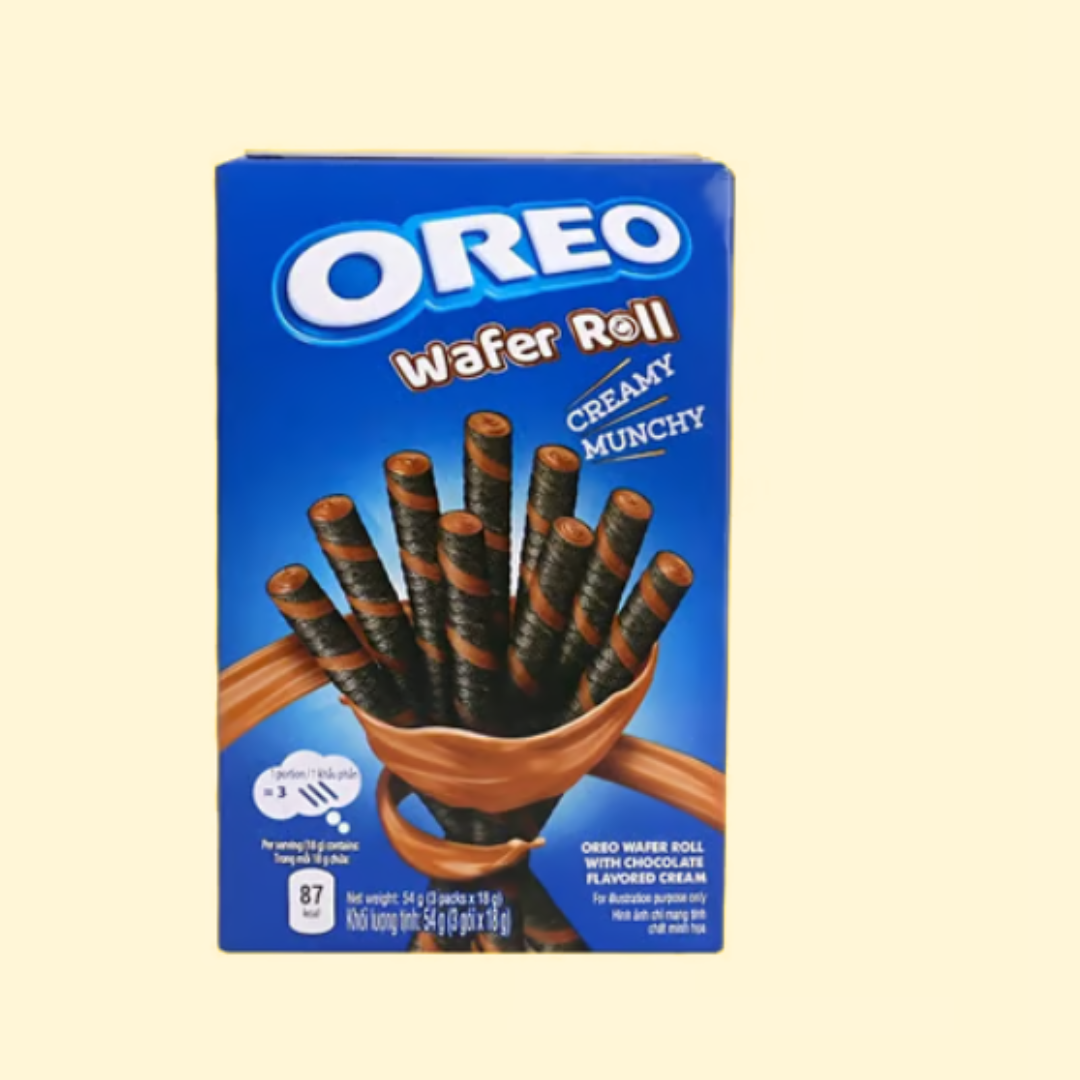 OREO
Wafer Roll
CREAMY
MUNCHY
1 portion / 1 khẩu phần
= 3
Per serving (18 g) contains:
Trong mỗi 18 g chứa:
87
kcal
Net weight: 54 g (3 packs x 18 g)
Khối lượng tịnh: 54 g (3 gói x 18 g)
OREO WAFER ROLL
WITH CHOCOLATE
FLAVORED CREAM
For illustration purpose only
Hình ảnh chỉ mang tính
chất minh họa